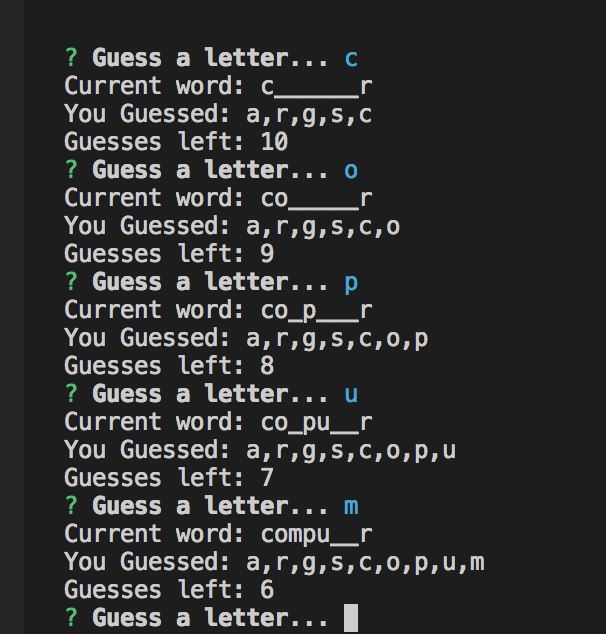 ? Guess a letter... c
Current word: c______r
You Guessed: a,r,g,s,c
Guesses left: 10
? Guess a letter... o
Current word: co_____r
You Guessed: a,r,g,s,c,o
Guesses left: 9
? Guess a letter... p
Current word: co_p___r
You Guessed: a,r,g,s,c,o,p
Guesses left: 8
? Guess a letter... u
Current word: co_pu__r
You Guessed: a,r,g,s,c,o,p,u
Guesses left: 7
? Guess a letter... m
Current word: compu__r
You Guessed: a,r,g,s,c,o,p,u,m
Guesses left: 6
? Guess a letter...